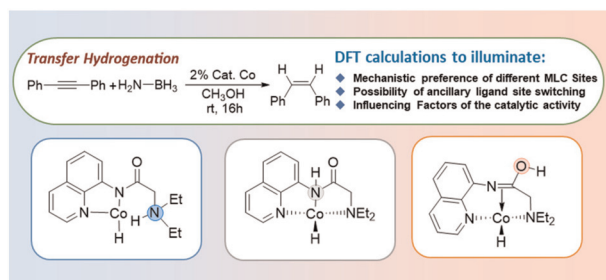 Transfer Hydrogenation
Ph Ph + H₂N—BH₃
2% Cat. Co
CH₃OH
rt, 16h
H H
Ph Ph
DFT calculations to illuminate:
◆ Mechanistic preference of different MLC Sites
◆ Possibility of ancillary ligand site switching
◆ Influencing Factors of the catalytic activity
O
N
Et
N
Co
H
N
H
Et
H
O
N
N
Co
NEt₂
H
O
H
N
N
Co
NEt₂
H